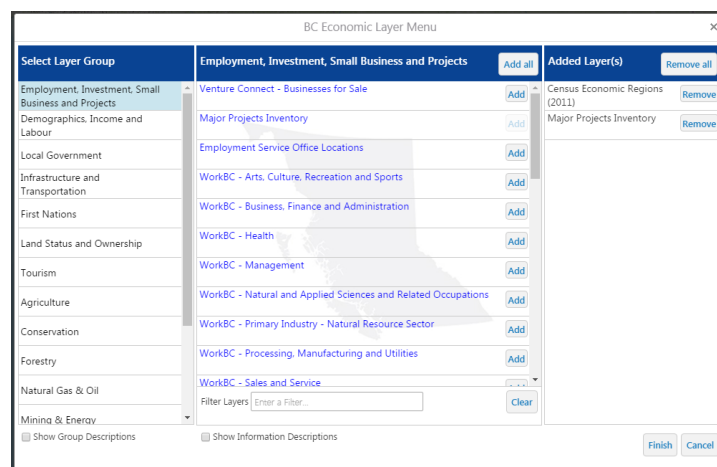 BC Economic Layer Menu
×
Select Layer Group
Employment, Investment, Small
Business and Projects
Demographics, Income and
Labour
Local Government
Infrastructure and
Transportation
First Nations
Land Status and Ownership
Tourism
Agriculture
Conservation
Forestry
Natural Gas & Oil
Mining & Energy
Show Group Descriptions
Employment, Investment, Small Business and Projects
Add all
Venture Connect - Businesses for Sale
Add
Major Projects Inventory
Add
Employment Service Office Locations
Add
WorkBC - Arts, Culture, Recreation and Sports
Add
WorkBC - Business, Finance and Administration
Add
WorkBC - Health
Add
WorkBC - Management
Add
WorkBC - Natural and Applied Sciences and Related Occupations
Add
WorkBC - Primary Industry - Natural Resource Sector
Add
WorkBC - Processing, Manufacturing and Utilities
Add
WorkBC - Sales and Service
Filter Layers
Enter a Filter...
Clear
Show Information Descriptions
Added Layer(s)
Remove all
Census Economic Regions
(2011)
Remove
Major Projects Inventory
Remove
Finish
Cancel